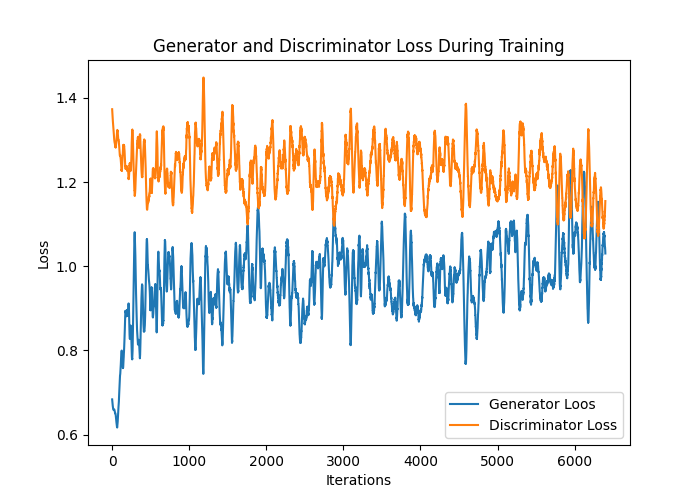 Generator and Discriminator Loss During Training
Loss
1.4
1.2
1.0
0.8
0.6
0
1000
2000
3000
4000
5000
6000
Iterations
Generator Loos
Discriminator Loss